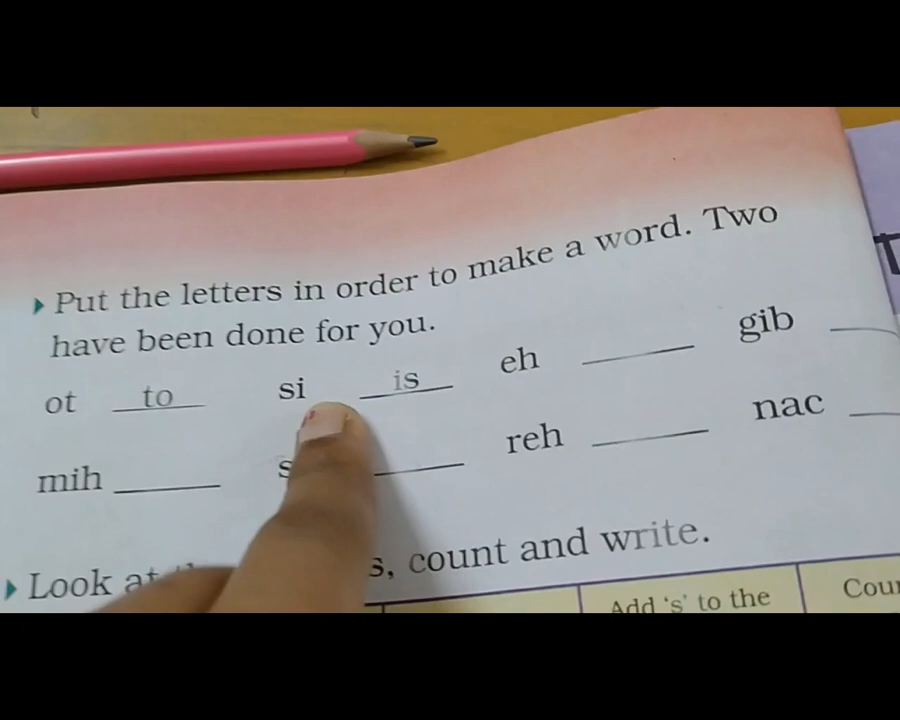 Put the letters in order to make a word. Two
have been done for you.
ot to si is eh gib
mih s reh nac
Look at s, count and write.
Add 's' to the